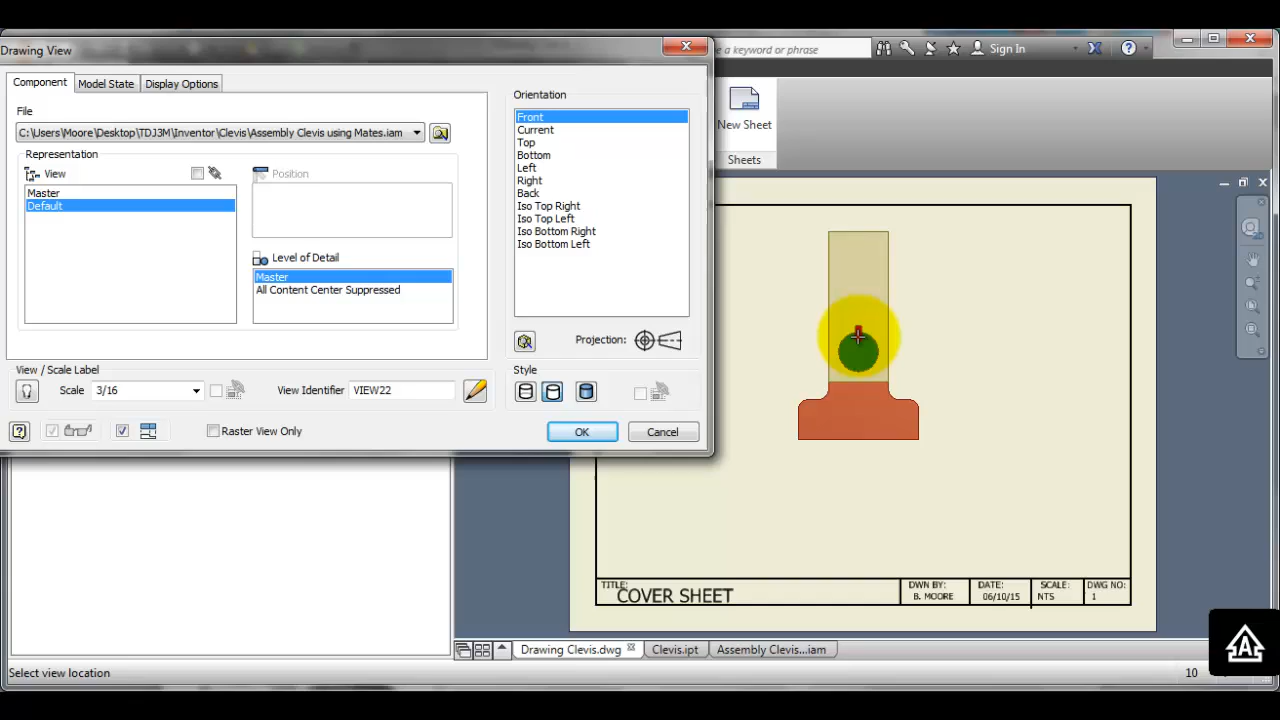 Drawing View
e a keyword or phrase
Sign In
Component
Model State
Display Options
File
C:\Users\Moore\Desktop\TDJ3M\Inventor\Clevis\Assembly Clevis using Mates.iam
Representation
View
Master
Default
Position
Level of Detail
Master
All Content Center Suppressed
Orientation
Front
Current
Top
Bottom
Left
Right
Back
Iso Top Right
Iso Top Left
Iso Bottom Right
Iso Bottom Left
Projection:
View / Scale Label
Scale
3/16
View Identifier
VIEW22
Style
Raster View Only
OK
Cancel
New Sheet
Sheets
TITLE:
COVER SHEET
DWN BY:
B. MOORE
DATE:
06/10/15
SCALE:
NTS
DWG NO:
1
Drawing Clevis.dwg
Clevis.ipt
Assembly Clevis...iam
A
Select view location
10